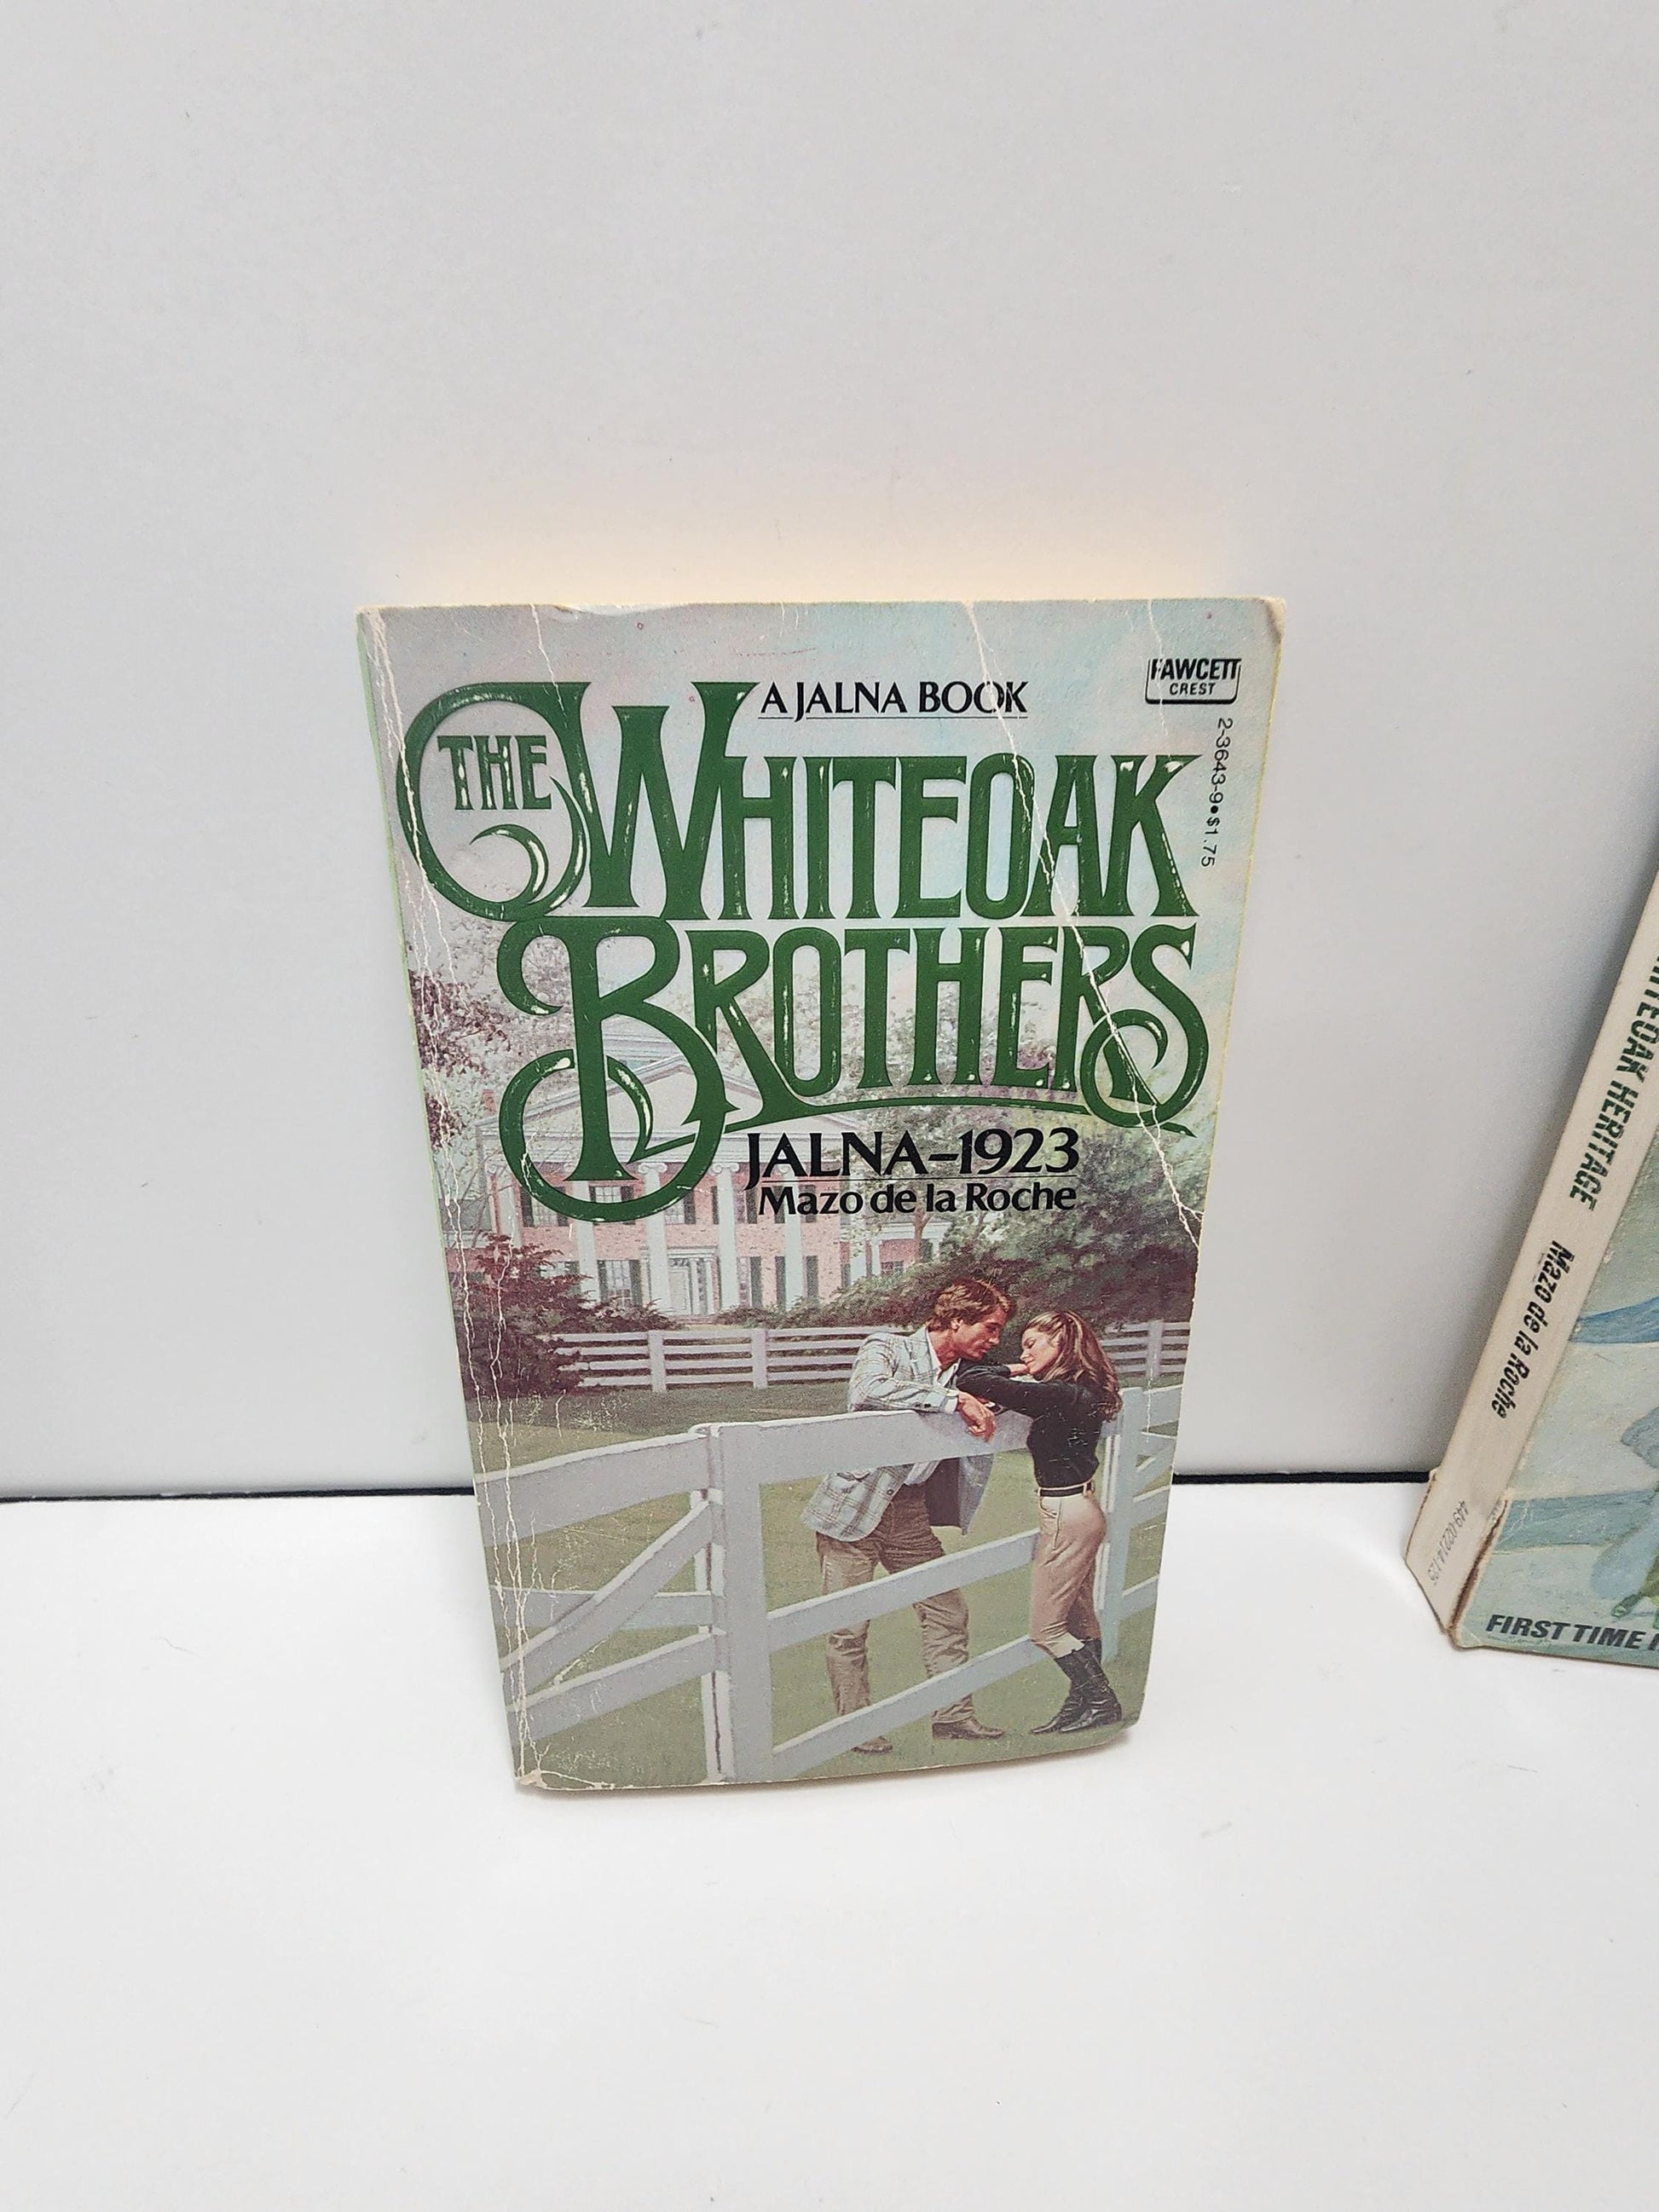 A JALNA BOOK
FAWCETT
CREST
2-3643-9•$1.75
THE WHITEOAK
BROTHERS
JALNA–1923
Mazo de la Roche
HERITAGE
Mazo de la Roche
FIRST TIME